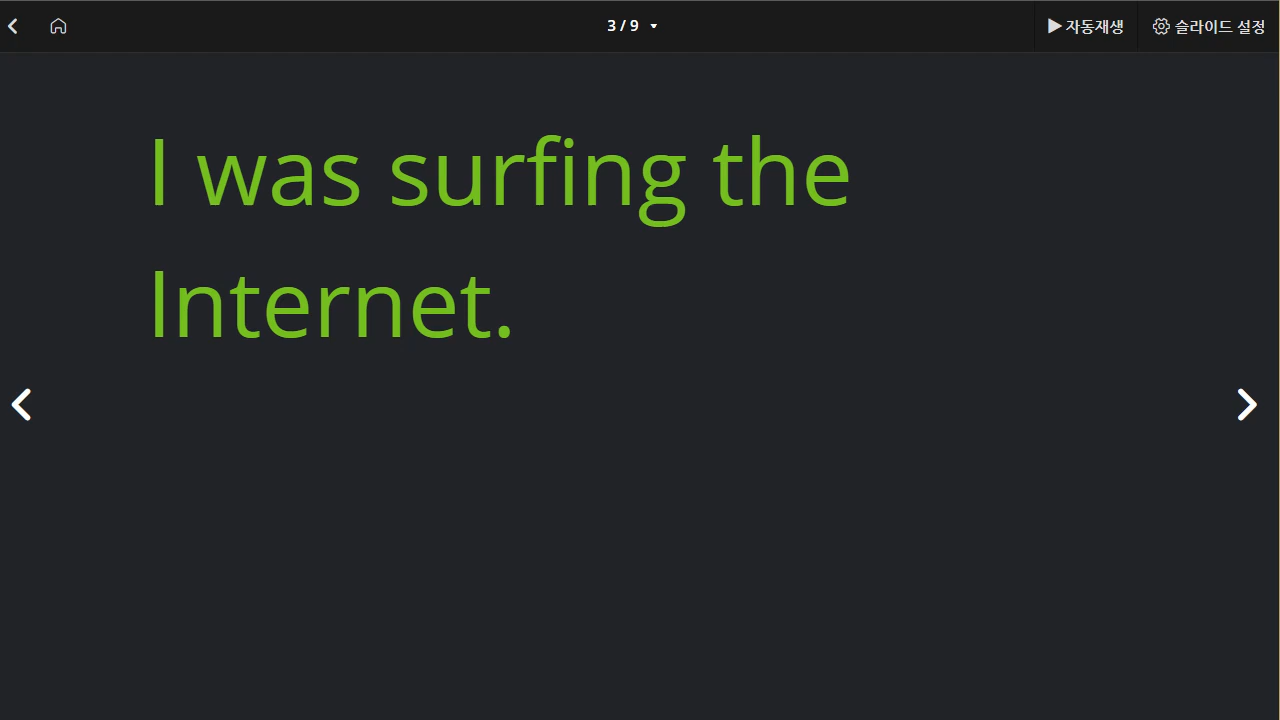 3 / 9
자동재생
슬라이드 설정
I was surfing the
Internet.